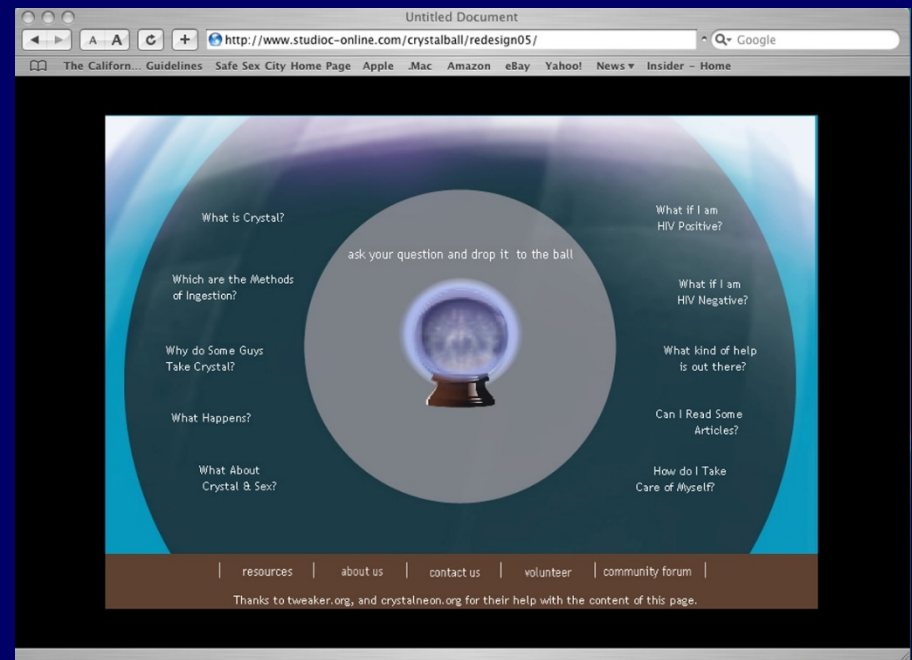 Untitled Document
A A C + http://www.studioc-online.com/crystalball/redesign05/ Q Google
The Californ... Guidelines Safe Sex City Home Page Apple .Mac Amazon eBay Yahoo! News ▾ Insider - Home
What is Crystal?
Which are the Methods
of Ingestion?
Why do Some Guys
Take Crystal?
What Happens?
What About
Crystal & Sex?
ask your question and drop it to the ball
What if I am
HIV Positive?
What if I am
HIV Negative?
What kind of help
is out there?
Can I Read Some
Articles?
How do I Take
Care of Myself?
| resources | about us | contact us | volunteer | community forum |
Thanks to tweaker.org, and crystalneon.org for their help with the content of this page.